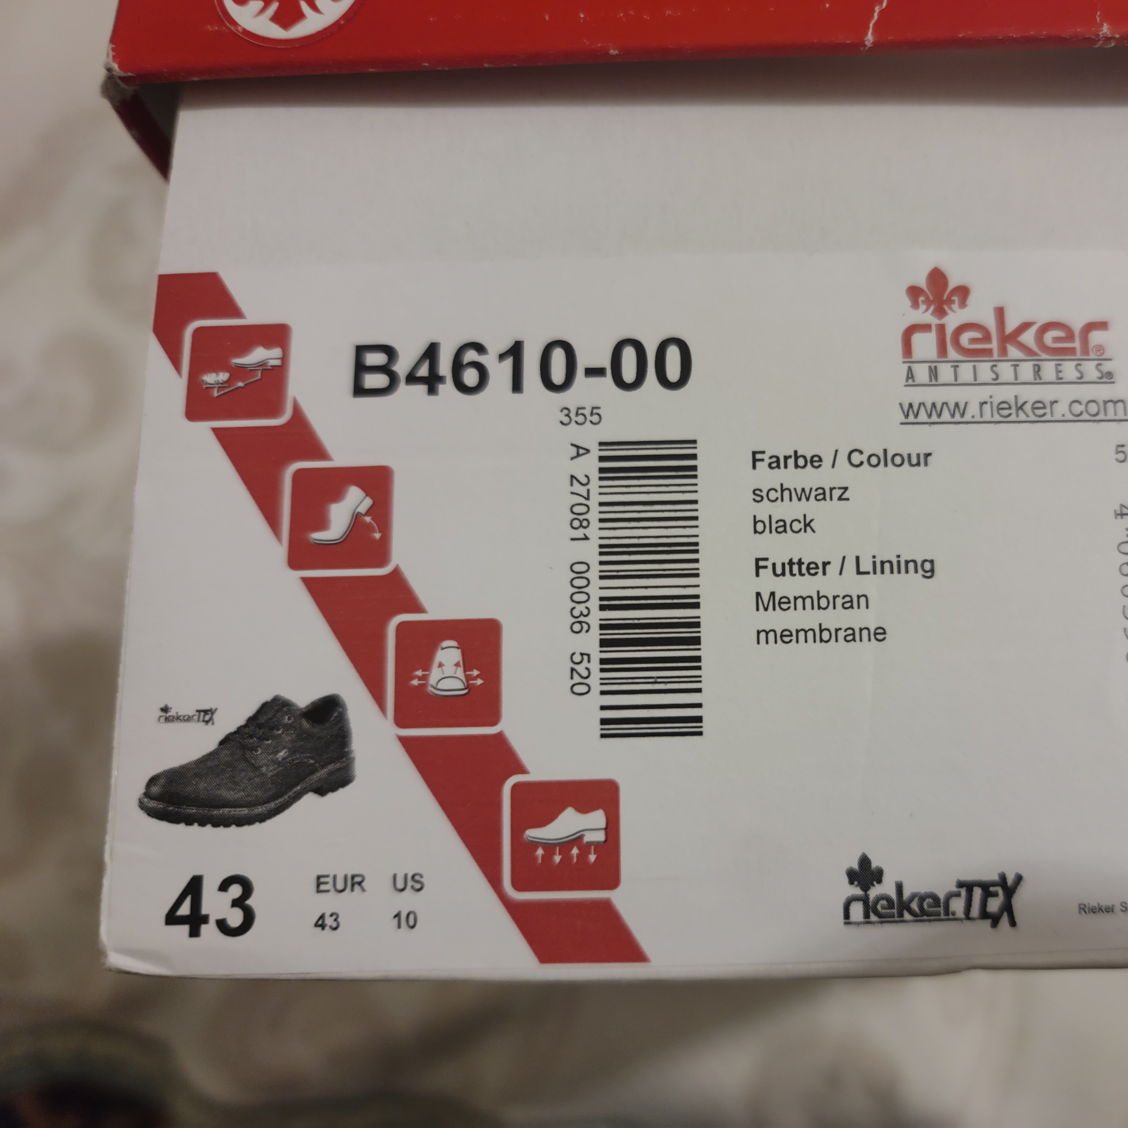 B4610-00
355
A 27081 00036 520
rieker®
ANTISTRESS®
www.rieker.com
Farbe / Colour
schwarz
black
Futter / Lining
Membran
membrane
riekerTEX
43
EUR US
43 10
riekerTEX
Rieker S